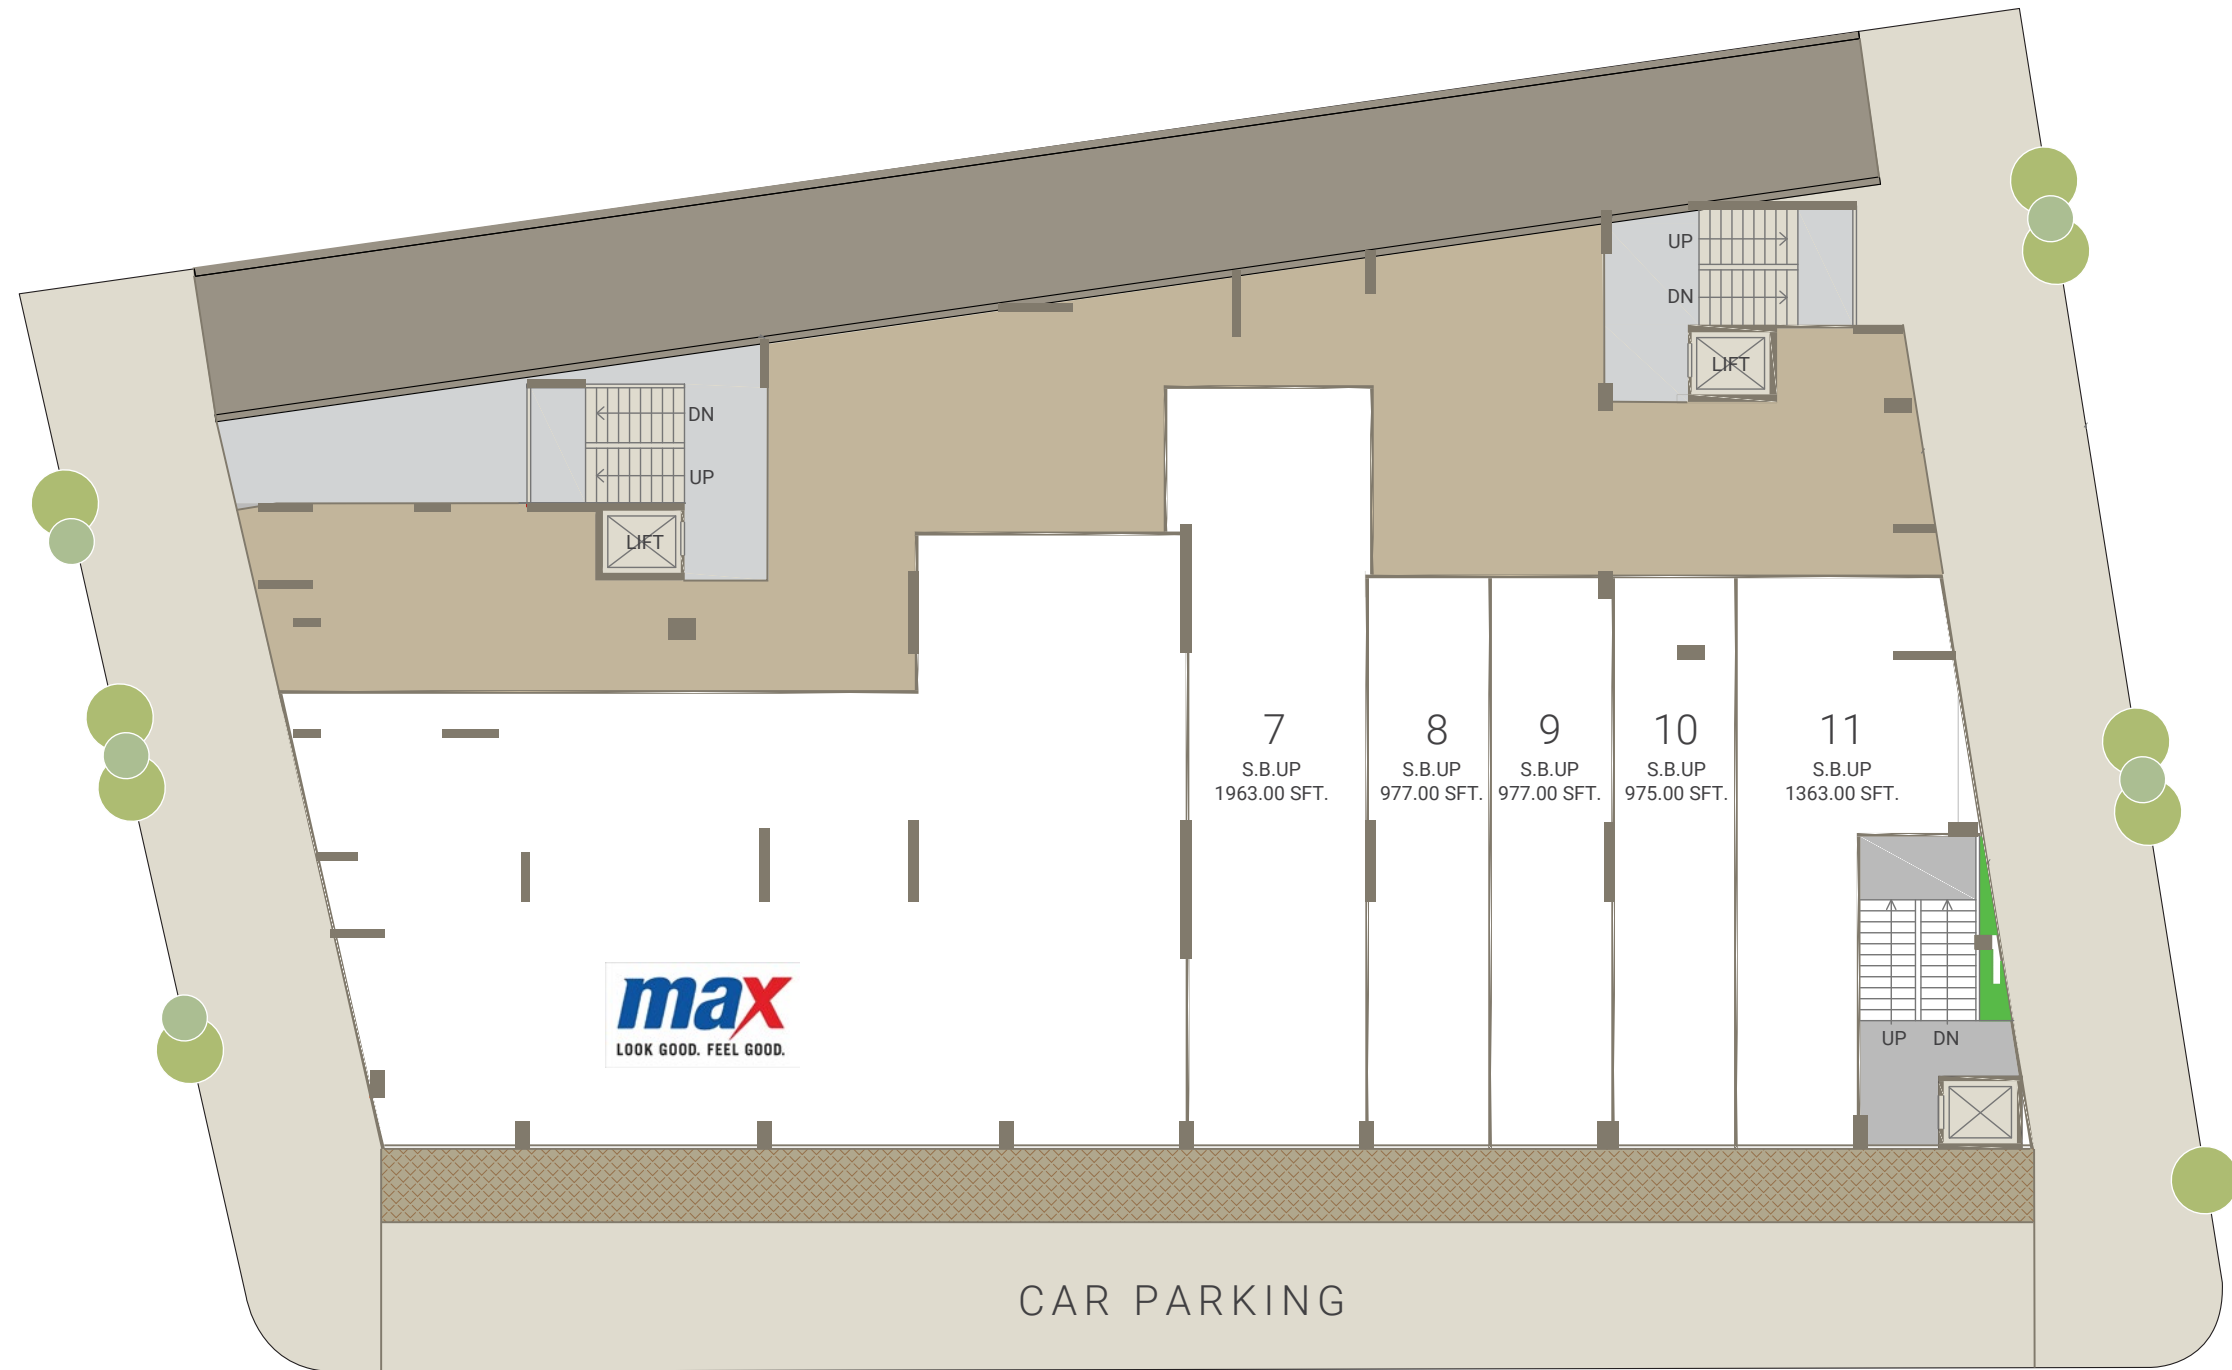 UP
DN
LIFT
DN
UP
LIFT
7
S.B.UP
1963.00 SFT.
8
S.B.UP
977.00 SFT.
9
S.B.UP
977.00 SFT.
10
S.B.UP
975.00 SFT.
11
S.B.UP
1363.00 SFT.
max
LOOK GOOD. FEEL GOOD.
UP DN
CAR PARKING